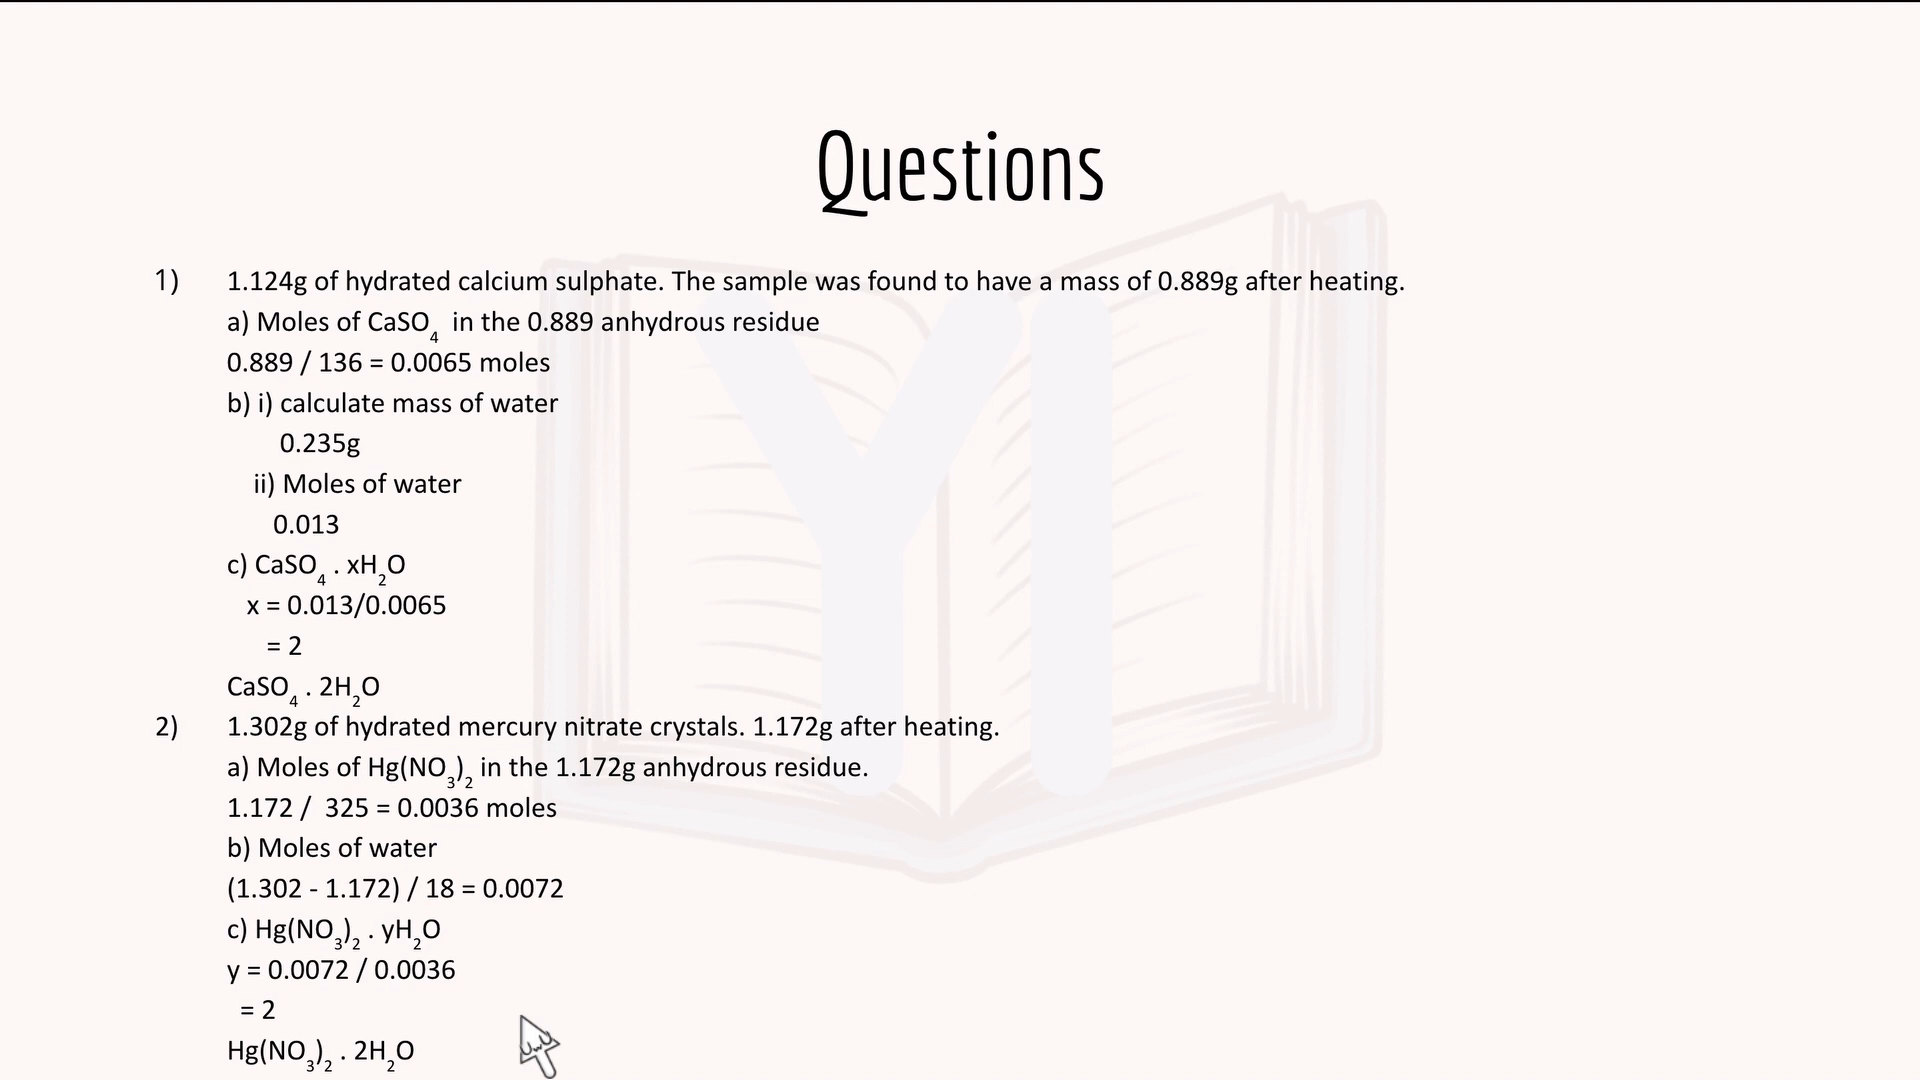 Questions
1) 1.124g of hydrated calcium sulphate. The sample was found to have a mass of 0.889g after heating.
a) Moles of CaSO₄ in the 0.889 anhydrous residue
0.889 / 136 = 0.0065 moles
b) i) calculate mass of water
0.235g
ii) Moles of water
0.013
c) CaSO₄ . xH₂O
x = 0.013/0.0065
= 2
CaSO₄ . 2H₂O
2) 1.302g of hydrated mercury nitrate crystals. 1.172g after heating.
a) Moles of Hg(NO₃)₂ in the 1.172g anhydrous residue.
1.172 / 325 = 0.0036 moles
b) Moles of water
(1.302 - 1.172) / 18 = 0.0072
c) Hg(NO₃)₂ . yH₂O
y = 0.0072 / 0.0036
= 2
Hg(NO₃)₂ . 2H₂O
YI
UwU